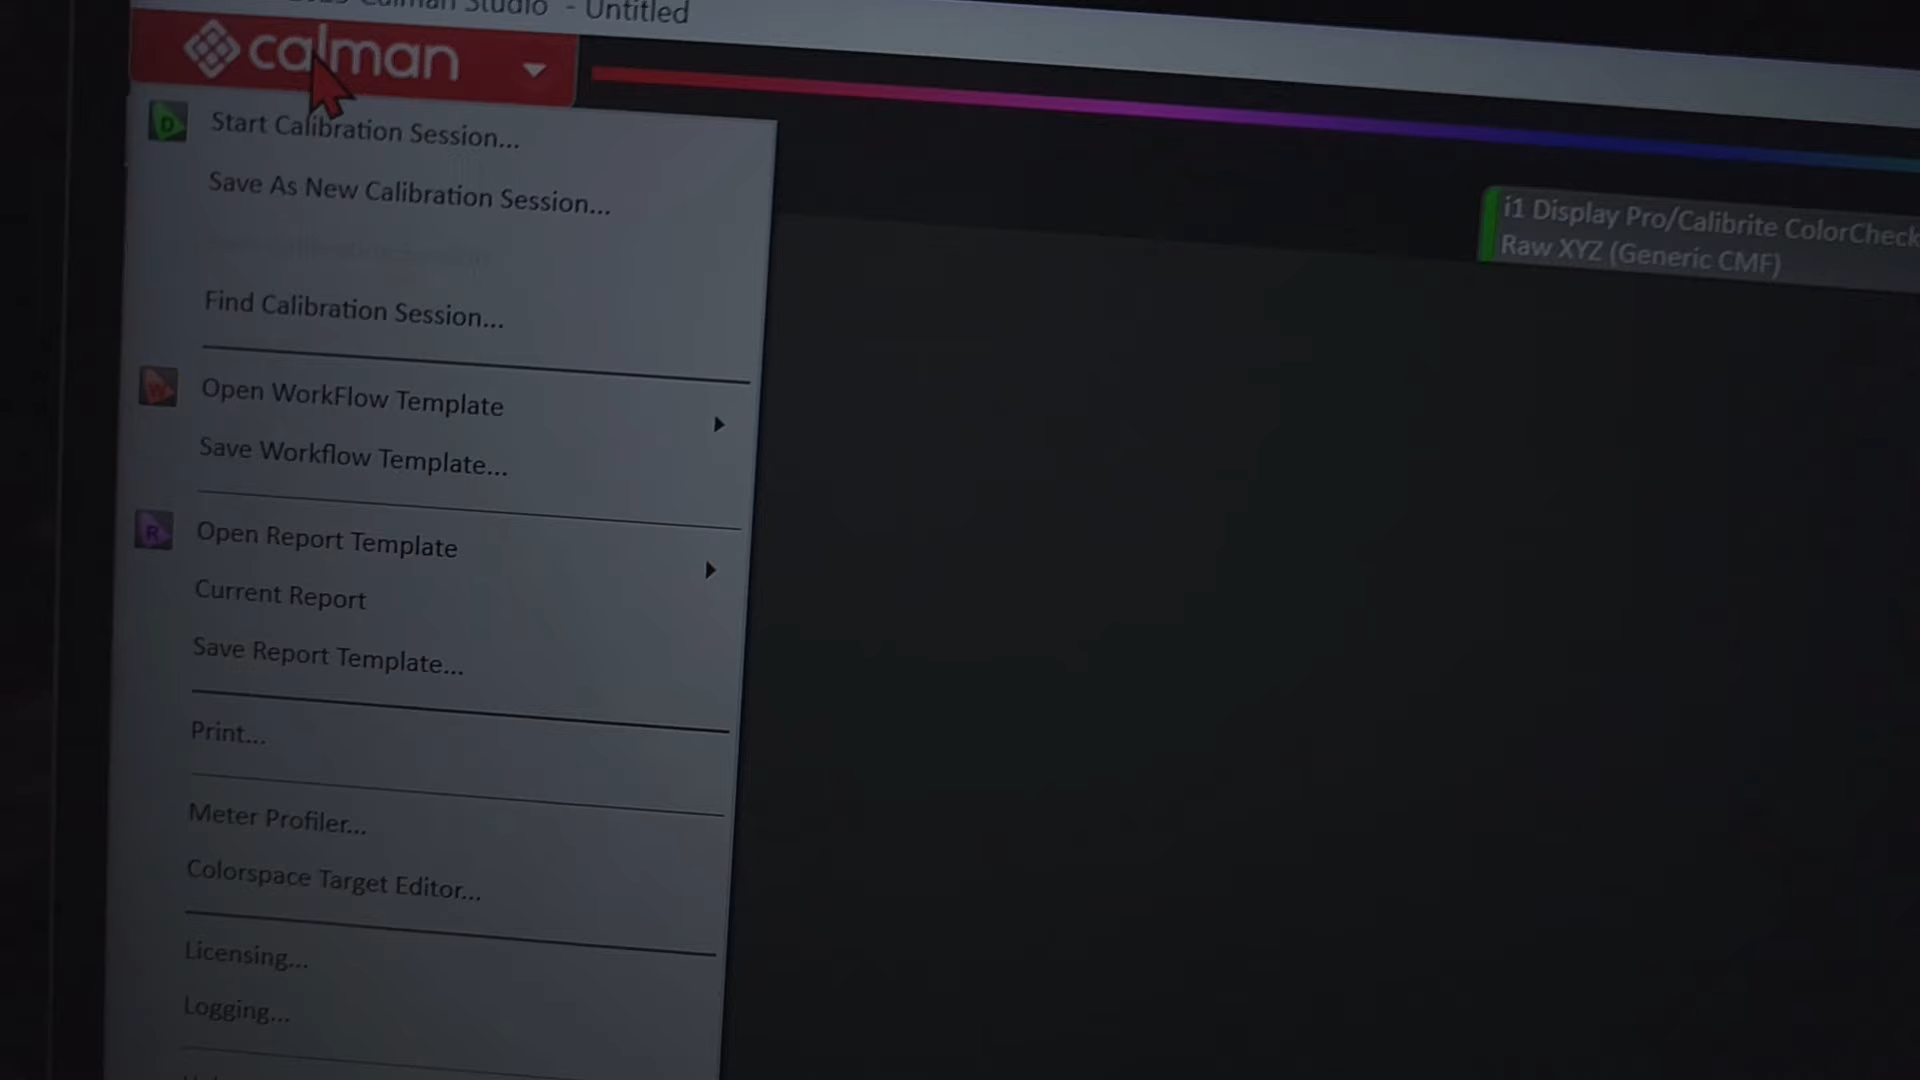 Calman Studio - Untitled
calman
D
Start Calibration Session...
Save As New Calibration Session...
Find Calibration Session...
i1 Display Pro/Calibrite ColorCheck
Raw XYZ (Generic CMF)
W
Open WorkFlow Template
Save Workflow Template...
R
Open Report Template
Current Report
Save Report Template...
Print...
Meter Profiler...
Colorspace Target Editor...
Licensing...
Logging...